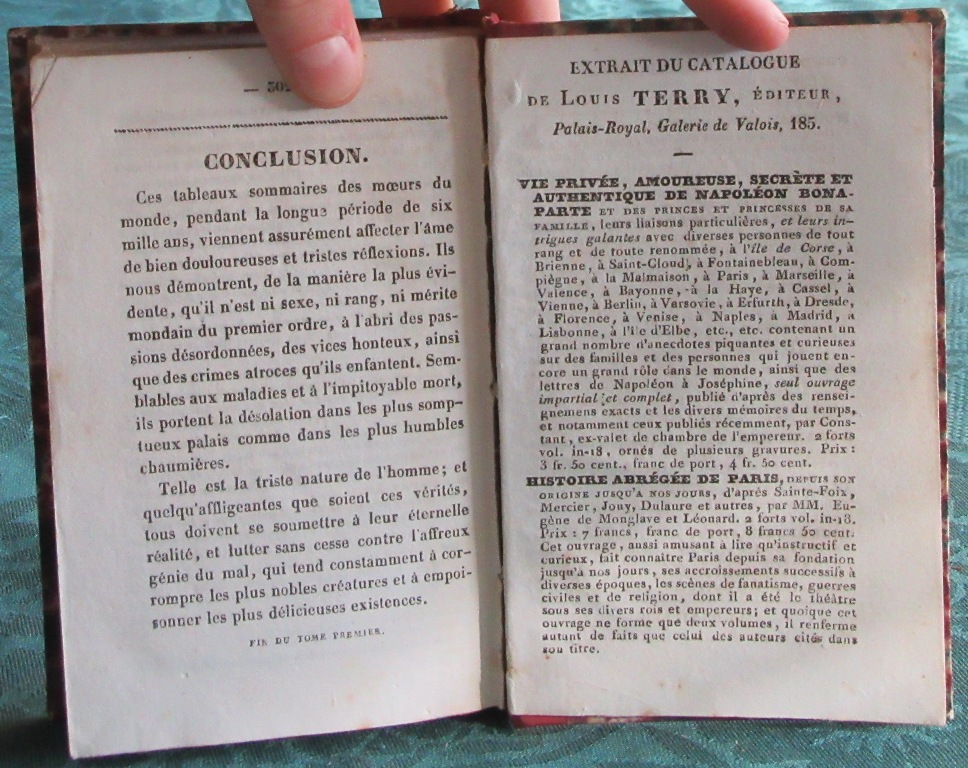 — 302
CONCLUSION.
Ces tableaux sommaires des mœurs du
monde, pendant la longue période de six
mille ans, viennent assurément affecter l'âme
de bien douloureuses et tristes réflexions. Ils
nous démontrent, de la manière la plus évi-
dente, qu'il n'est ni sexe, ni rang, ni mérite
mondain du premier ordre, à l'abri des pas-
sions désordonnées, des vices honteux, ainsi
que des crimes atroces qu'ils enfantent. Sem-
blables aux maladies et à l'impitoyable mort,
ils portent la désolation dans les plus somp-
tueux palais comme dans les plus humbles
chaumières.
Telle est la triste nature de l'homme; et
quelqu'affligeantes que soient ces vérités,
tous doivent se soumettre à leur éternelle
réalité, et lutter sans cesse contre l'affreux
génie du mal, qui tend constamment à cor-
rompre les plus nobles créatures et à empoi-
sonner les plus délicieuses existences.
FIN DU TOME PREMIER.
EXTRAIT DU CATALOGUE
DE LOUIS TERRY, ÉDITEUR,
Palais-Royal, Galerie de Valois, 185.
—
VIE PRIVÉE, AMOUREUSE, SECRÈTE ET
AUTHENTIQUE DE NAPOLÉON BONA-
PARTE ET DES PRINCES ET PRINCESSES DE SA
FAMILLE, leurs liaisons particulières, et leurs in-
trigues galantes avec diverses personnes de tout
rang et de toute renommée, à l'île de Corse, à
Brienne, à Saint-Cloud, à Fontainebleau, à Com-
piègne, à la Malmaison, à Paris, à Marseille, à
Valence, à Bayonne, à la Haye, à Cassel, à
Vienne, à Berlin, à Varsovie, à Erfurth, à Dresde,
à Florence, à Venise, à Naples, à Madrid, à
Lisbonne, à l'île d'Elbe, etc., etc. contenant un
grand nombre d'anecdotes piquantes et curieuses
sur des familles et des personnes qui jouent en-
core un grand rôle dans le monde, ainsi que des
lettres de Napoléon à Joséphine, seul ouvrage
impartial et complet, publié d'après des rensei-
gnemens exacts et les divers mémoires du temps,
et notamment ceux publiés récemment, par Cons-
tant, ex-valet de chambre de l'empereur. 2 forts
vol. in-18, ornés de plusieurs gravures. Prix :
3 fr. 50 cent., franc de port, 4 fr. 50 cent.
HISTOIRE ABRÉGÉE DE PARIS, DEPUIS SON
ORIGINE JUSQU'A NOS JOURS, d'après Sainte-Foix,
Mercier, Jouy, Dulaure et autres, par MM. Eu-
gène de Monglave et Léonard. 2 forts vol. in-18.
Prix : 7 francs, franc de port, 8 francs 50 cent.
Cet ouvrage, aussi amusant à lire qu'instructif et
curieux, fait connaître Paris depuis sa fondation
jusqu'à nos jours, ses accroissements successifs à
diverses époques, les scènes de fanatisme, guerres
civiles et de religion, dont il a été le théâtre
sous ses divers rois et empereurs; et quoique cet
ouvrage ne forme que deux volumes, il renferme
autant de faits que celui des auteurs cités dans
son titre.